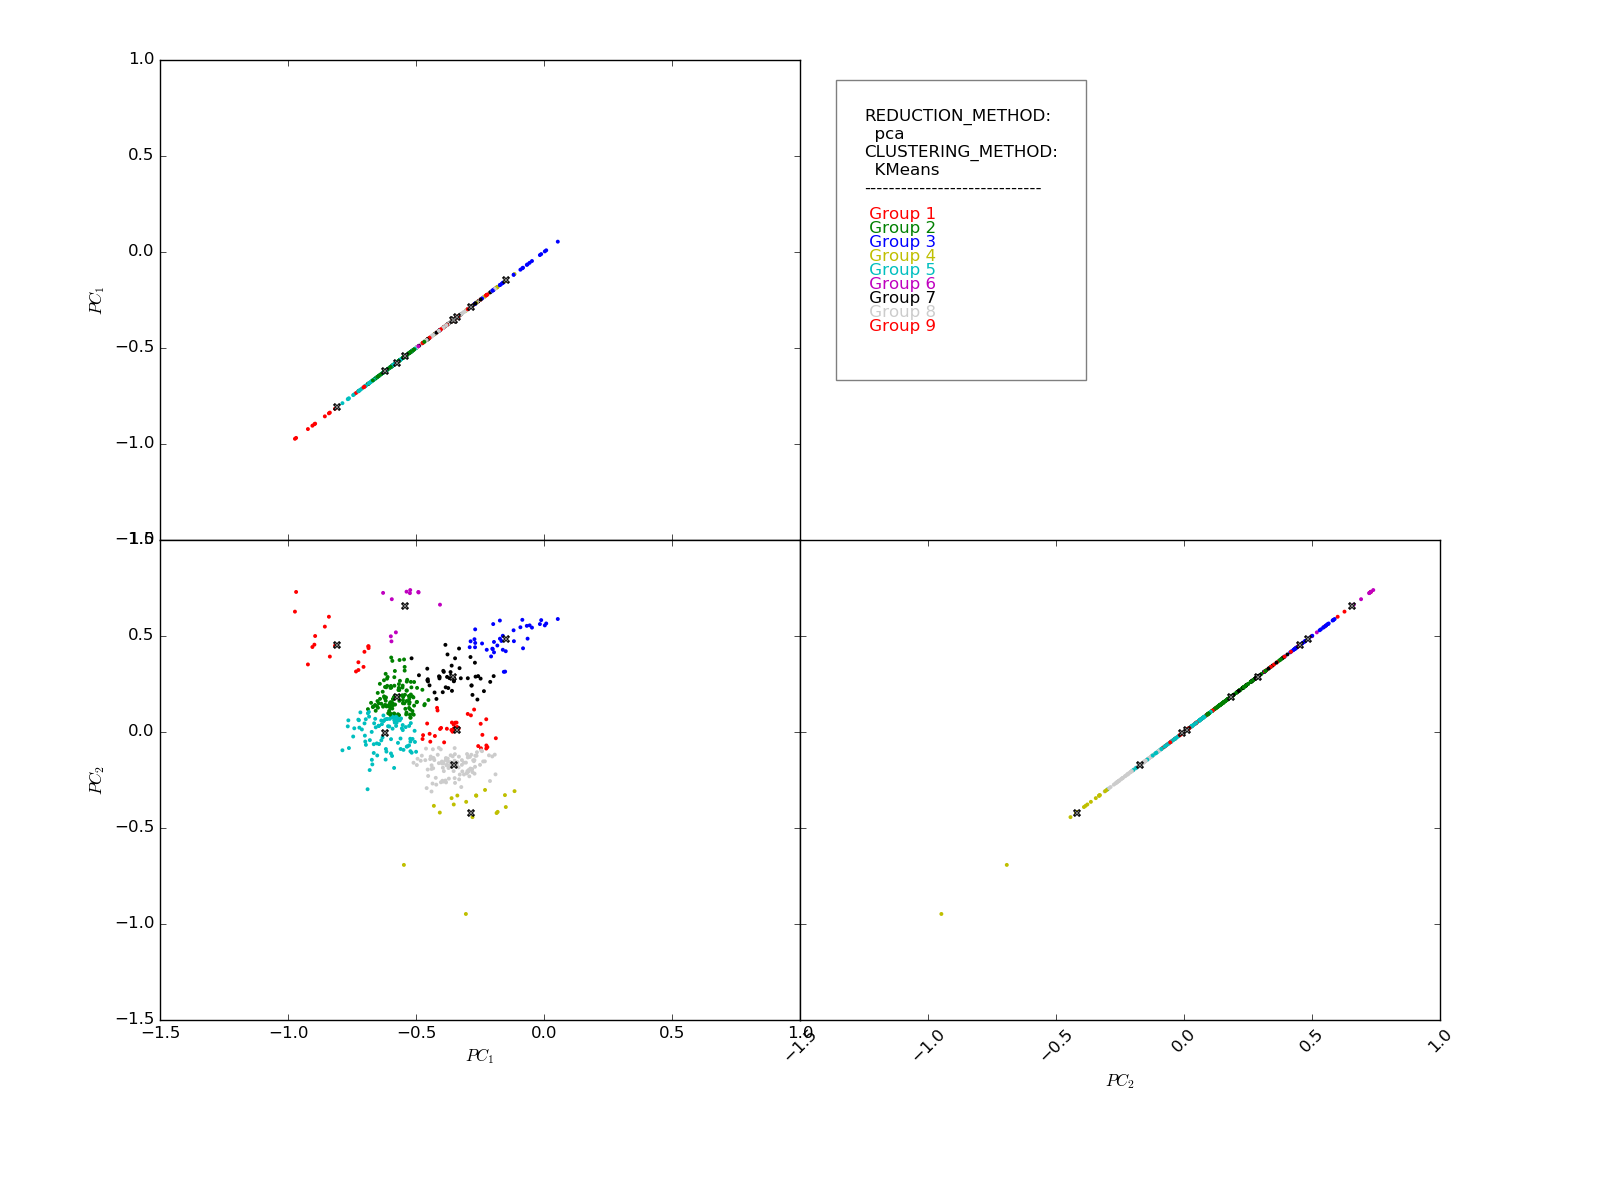 1.0
0.5
0.0
−0.5
−1.0
−1.5
PC1
REDUCTION_METHOD:
pca
CLUSTERING_METHOD:
KMeans
-----------------------------
Group 1
Group 2
Group 3
Group 4
Group 5
Group 6
Group 7
Group 8
Group 9
1.0
0.5
0.0
−0.5
−1.0
−1.5
PC2
−1.5 −1.0 −0.5 0.0 0.5 1.0
PC1
−1.5 −1.0 −0.5 0.0 0.5 1.0
PC2